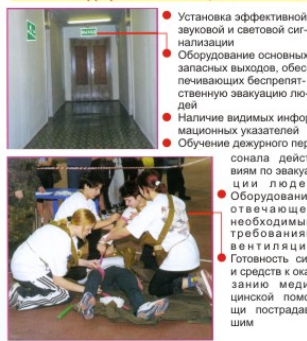 Установка эффективной
звуковой и световой сиг-
нализации
Оборудование основных
запасных выходов, обес-
печивающих беспрепят-
ственную эвакуацию лю-
дей
Наличие видимых инфор
мационных указателей
Обучение дежурного пер
сонала дейст
виям по эвакуа
ции люде
Оборудовани
отвечающе
необходимы
требования
вентиляци
Готовность си
и средств к ока
занию меди
цинской помо
щи пострадав
шим